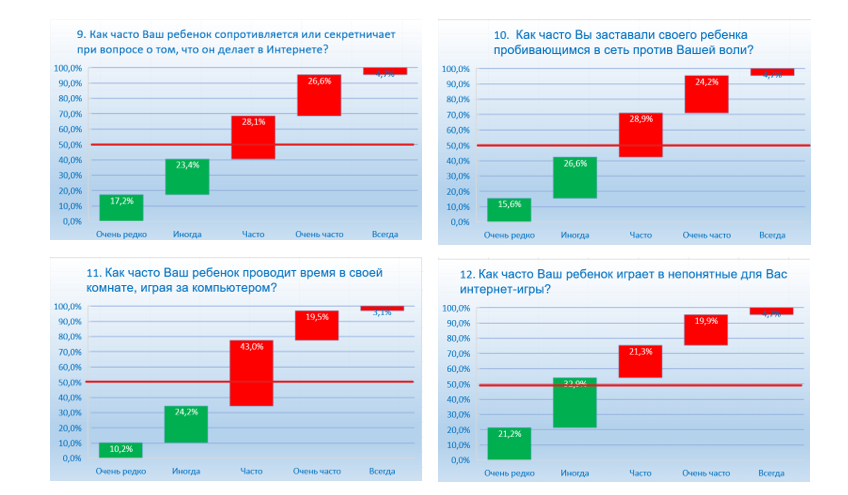 9. Как часто Ваш ребенок сопротивляется или секретничает
при вопросе о том, что он делает в Интернете?
100,0%
90,0%
80,0%
70,0%
60,0%
50,0%
40,0%
30,0%
20,0%
10,0%
0,0%
17,2%
23,4%
28,1%
26,6%
4,7%
Очень редко
Иногда
Часто
Очень часто
Всегда
10. Как часто Вы заставали своего ребенка
пробивающимся в сеть против Вашей воли?
100,0%
90,0%
80,0%
70,0%
60,0%
50,0%
40,0%
30,0%
20,0%
10,0%
0,0%
15,6%
26,6%
28,9%
24,2%
4,7%
Очень редко
Иногда
Часто
Очень часто
Всегда
11. Как часто Ваш ребенок проводит время в своей
комнате, играя за компьютером?
100,0%
90,0%
80,0%
70,0%
60,0%
50,0%
40,0%
30,0%
20,0%
10,0%
0,0%
10,2%
24,2%
43,0%
19,5%
3,1%
Очень редко
Иногда
Часто
Очень часто
Всегда
12. Как часто Ваш ребенок играет в непонятные для Вас
интернет-игры?
100,0%
90,0%
80,0%
70,0%
60,0%
50,0%
40,0%
30,0%
20,0%
10,0%
0,0%
21,2%
32,9%
21,3%
19,9%
4,7%
Очень редко
Иногда
Часто
Очень часто
Всегда